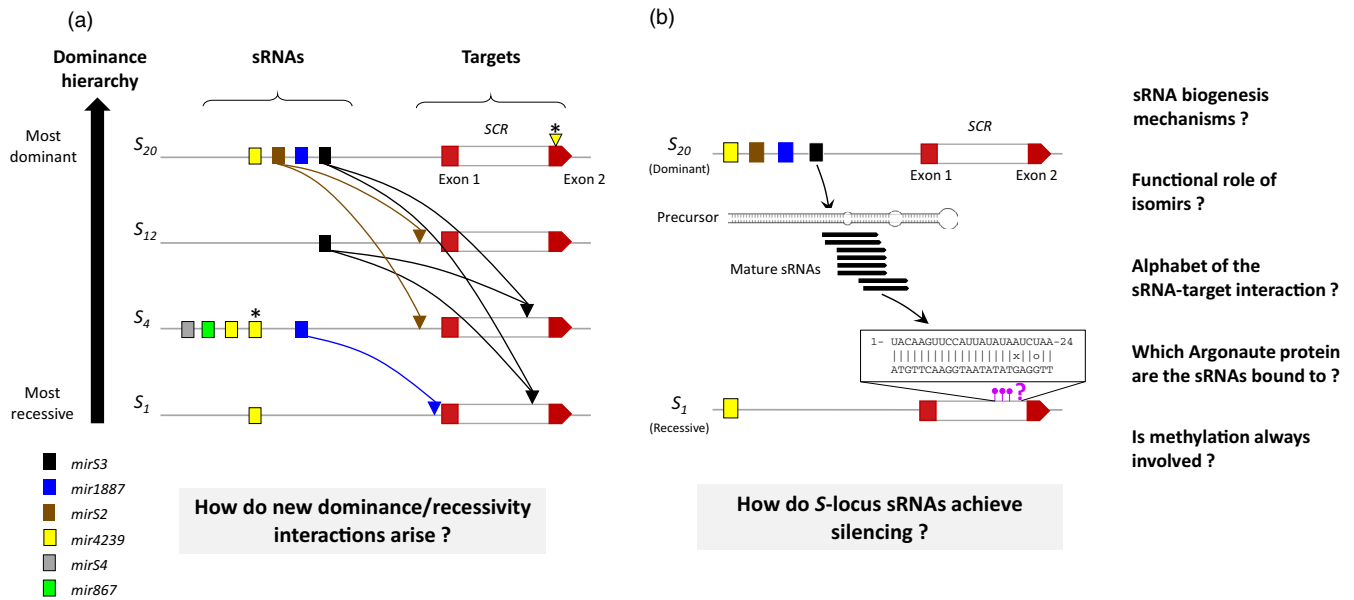 (a)
Dominance
hierarchy
sRNAs
Targets
Most
dominant
S20
SCR
*
Exon 1
Exon 2
S12
S4
*
Most
recessive
S1
mirS3
mir1887
mirS2
mir4239
mirS4
mir867
How do new dominance/recessivity
interactions arise ?
(b)
S20
(Dominant)
SCR
Exon 1
Exon 2
Precursor
Mature sRNAs
1- UACAAGUUCCAUUAUAUAAUCUAA-24
||||||||||||||||||x||o||
ATGTTCAAGGTAATATATGAGGTT
?
S1
(Recessive)
How do S-locus sRNAs achieve
silencing ?
sRNA biogenesis
mechanisms ?
Functional role of
isomirs ?
Alphabet of the
sRNA-target interaction ?
Which Argonaute protein
are the sRNAs bound to ?
Is methylation always
involved ?